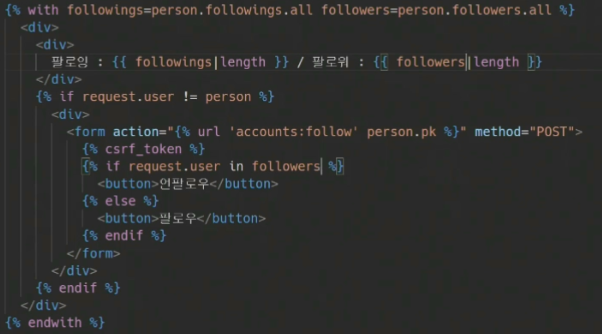 {% with followings=person.followings.all followers=person.followers.all %}
<div>
<div>
팔로잉 : {{ followings|length }} / 팔로워 : {{ followers|length }}
</div>
{% if request.user != person %}
<div>
<form action="{% url 'accounts:follow' person.pk %}" method="POST">
{% csrf_token %}
{% if request.user in followers %}
<button>언팔로우</button>
{% else %}
<button>팔로우</button>
{% endif %}
</form>
</div>
{% endif %}
</div>
{% endwith %}